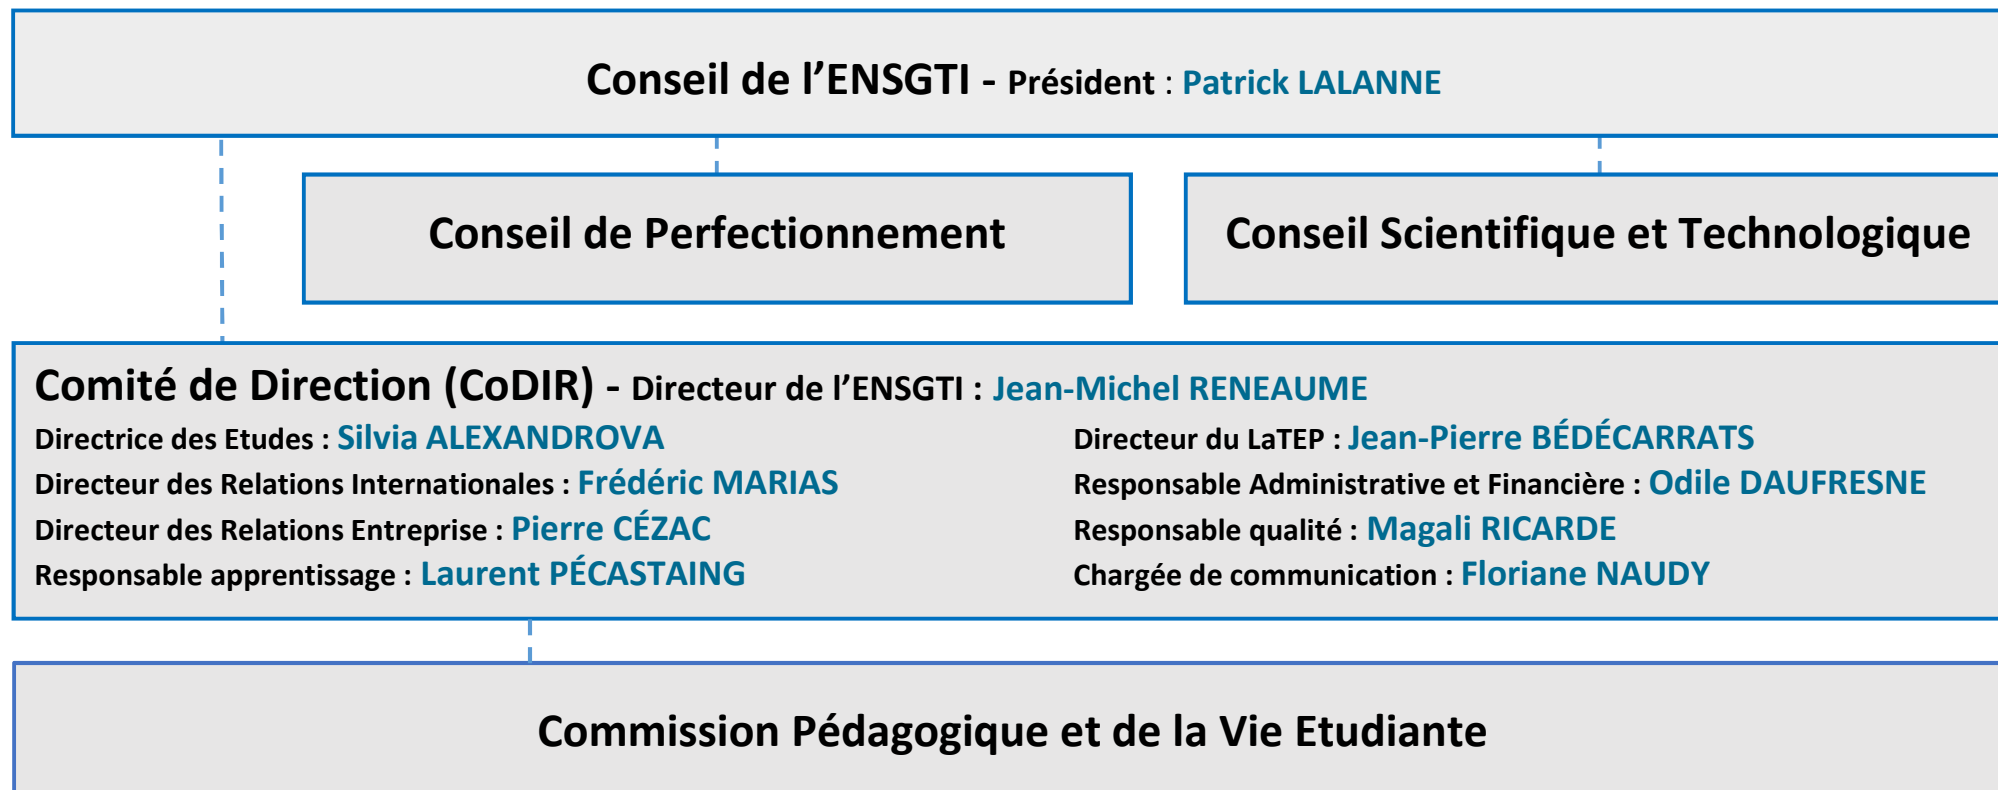 Conseil de l’ENSGTI - Président : Patrick LALANNE
Conseil de Perfectionnement
Conseil Scientifique et Technologique
Comité de Direction (CoDIR) - Directeur de l’ENSGTI : Jean-Michel RENEAUME
Directrice des Etudes : Silvia ALEXANDROVA
Directeur des Relations Internationales : Frédéric MARIAS
Directeur des Relations Entreprise : Pierre CÉZAC
Responsable apprentissage : Laurent PÉCASTAING
Directeur du LaTEP : Jean-Pierre BÉDÉCARRATS
Responsable Administrative et Financière : Odile DAUFRESNE
Responsable qualité : Magali RICARDE
Chargée de communication : Floriane NAUDY
Commission Pédagogique et de la Vie Etudiante